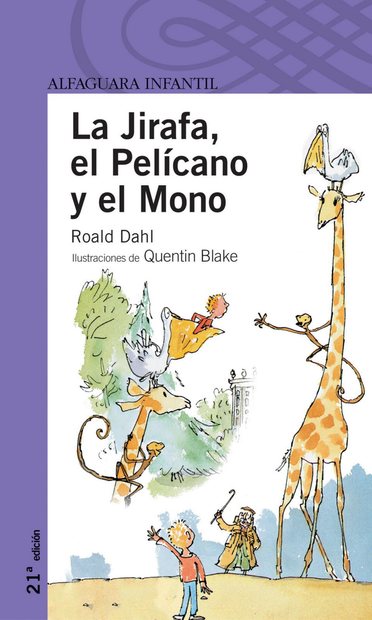 ALFAGUARA INFANTIL
La Jirafa,
el Pelícano
y el Mono
Roald Dahl
Ilustraciones de Quentin Blake
21ª edición